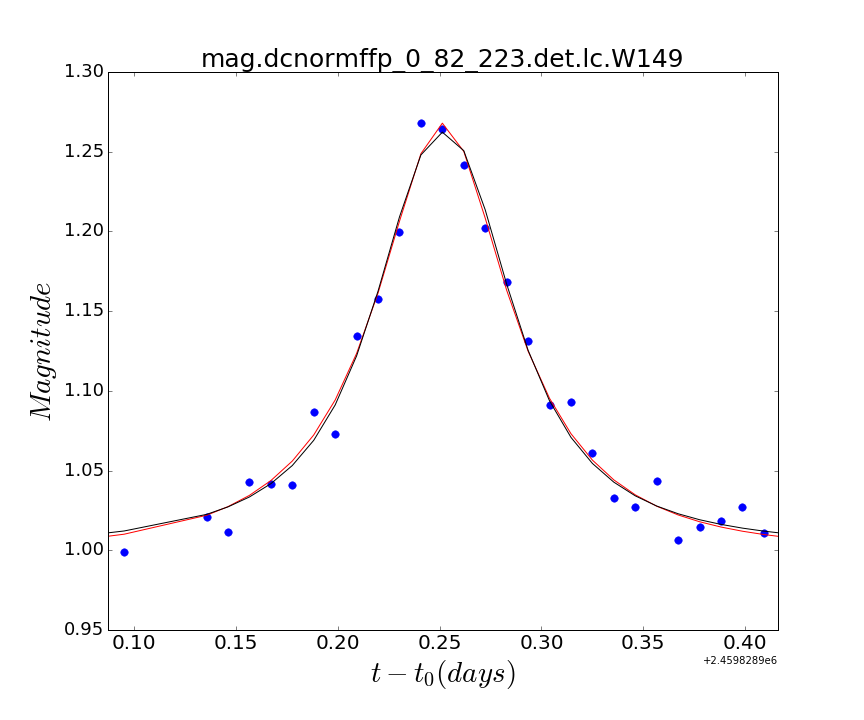 mag.dcnormffp_0_82_223.det.lc.W149
1.30
1.25
1.20
1.15
1.10
1.05
1.00
0.95
Magnitude
0.10 0.15 0.20 0.25 0.30 0.35 0.40
+2.4598289e6
t − t₀(days)